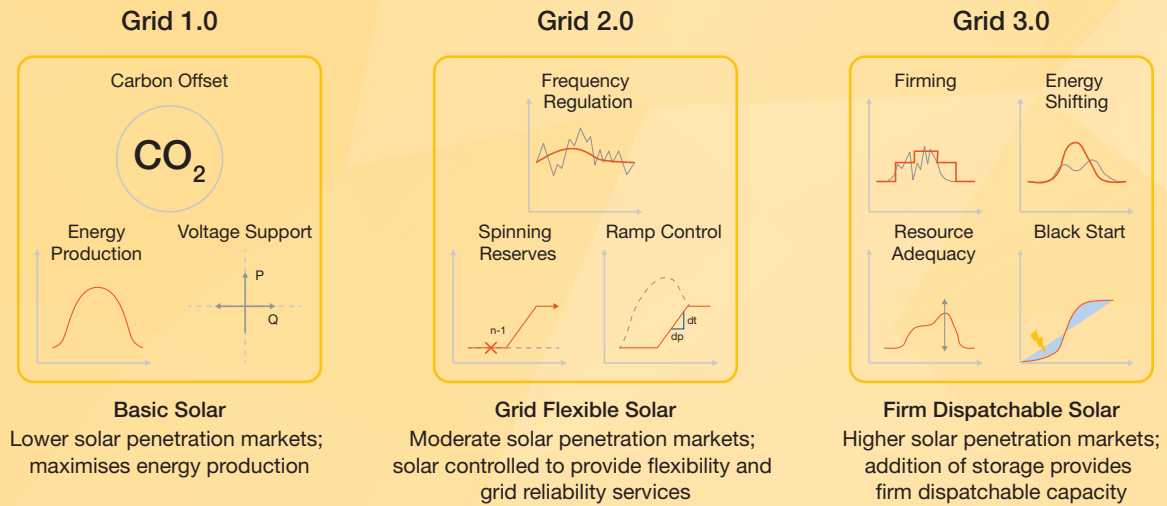 Grid 1.0
Carbon Offset
CO2
Energy
Production
Voltage Support
P
Q
Basic Solar
Lower solar penetration markets;
maximises energy production
Grid 2.0
Frequency
Regulation
Spinning
Reserves
n-1
Ramp Control
dt
dp
Grid Flexible Solar
Moderate solar penetration markets;
solar controlled to provide flexibility and
grid reliability services
Grid 3.0
Firming
Energy
Shifting
Resource
Adequacy
Black Start
Firm Dispatchable Solar
Higher solar penetration markets;
addition of storage provides
firm dispatchable capacity